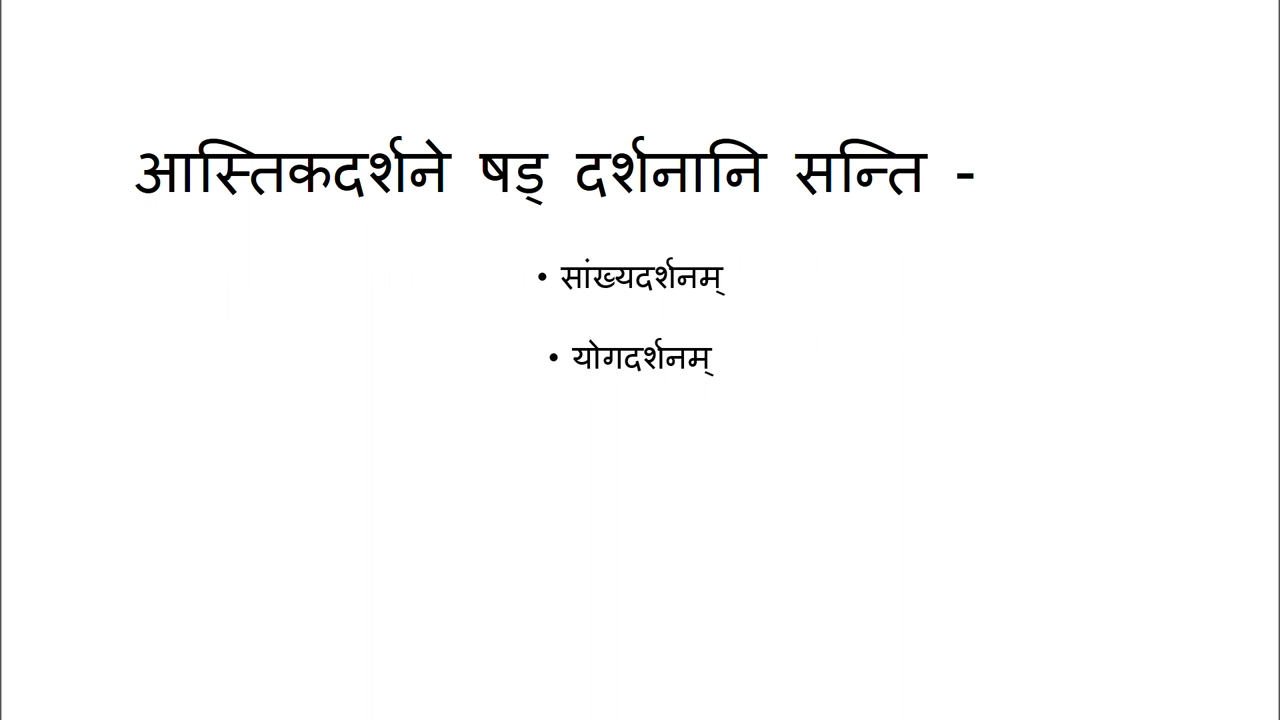 आस्तिकदर्शने षड् दर्शनानि सन्ति -
• सांख्यदर्शनम्
• योगदर्शनम्